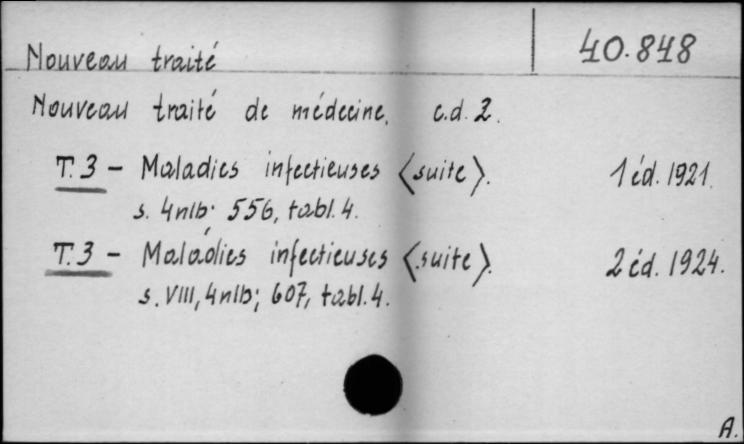 Nouveau traité 40.848
Nouveau traité de médecine. c.d. 2.
T. 3 - Maladies infectieuses <suite>. 1 éd. 1921.
s. 4nlb. 556, tabl. 4.
T. 3 - Maladies infectieuses <suite>. 2 éd. 1924.
s. VIII, 4nlb; 607, tabl. 4.
A.